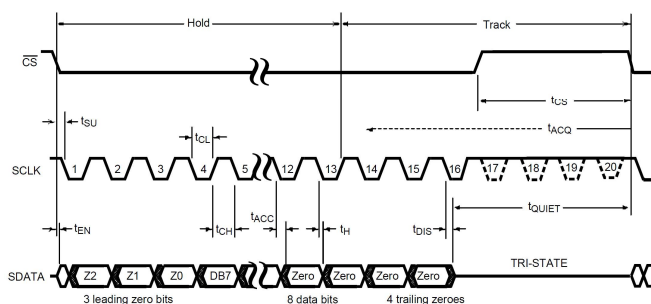 Hold
Track
CS
tCS
tSU
tCL
tACQ
SCLK
1 2 3 4 5 12 13 14 15 16 17 18 19 20
tACC
tQUIET
tEN
tCH
tH
tDIS
SDATA
Z2 Z1 Z0 DB7 Zero Zero Zero Zero
TRI-STATE
3 leading zero bits
8 data bits
4 trailing zeroes